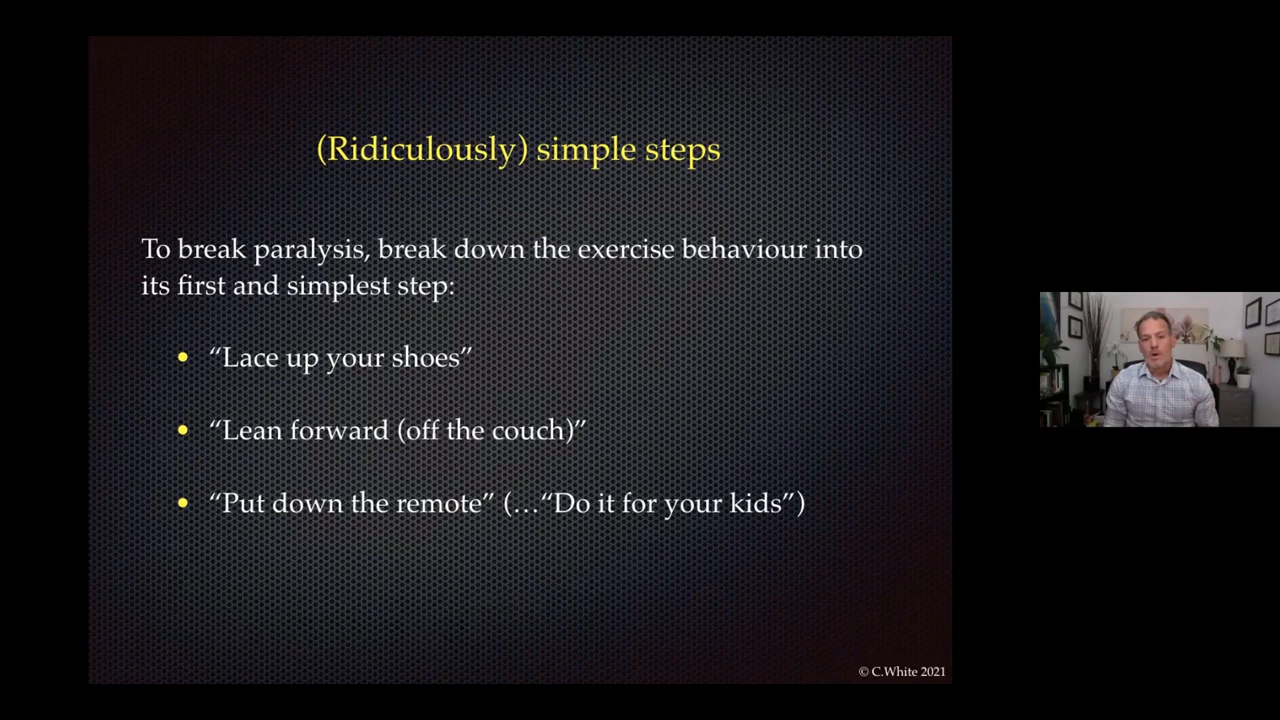 (Ridiculously) simple steps
To break paralysis, break down the exercise behaviour into
its first and simplest step:
• “Lace up your shoes”
• “Lean forward (off the couch)”
• “Put down the remote” (…“Do it for your kids”)
© C.White 2021